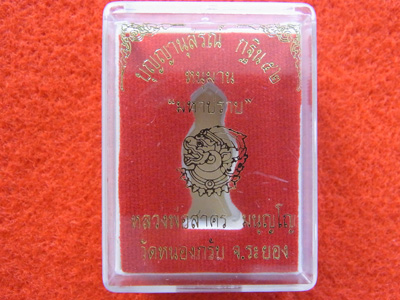 บุญญานุสรณ์ กฐิน ๕๒
หนุมาน
"มหาปราบ"
หลวงพ่อสาคร มนุญฺโญ
วัดหนองกรับ จ.ระยอง